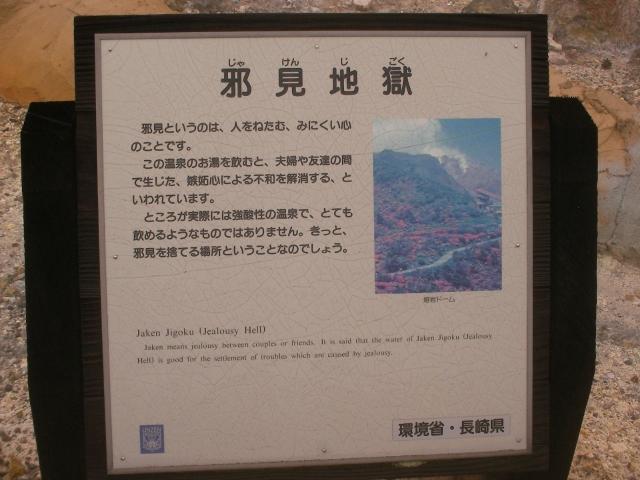 じゃ けん じ ごく
邪見地獄
邪見というのは、人をねたむ、みにくい心
のことです。
この温泉のお湯を飲むと、夫婦や友達の間
で生じた、嫉妬心による不和を解消する、と
いわれています。
ところが実際には強酸性の温泉で、とても
飲めるようなものではありません。きっと、
邪見を捨てる場所ということなのでしょう。
溶岩ドーム
Jaken Jigoku (Jealousy Hell)
Jaken means jealousy between couples or friends. It is said that the water of Jaken Jigoku (Jealousy
Hell) is good for the settlement of troubles which are caused by jealousy.
環境省・長崎県